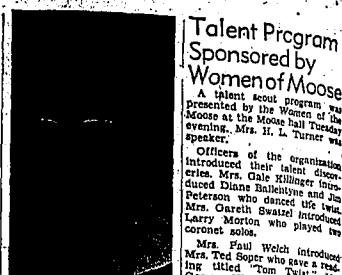 Talent Program
Sponsored by
Women of Moose
A talent scout program was
presented by the Women of the
Moose at the Moose hall Tuesday
evening. Mrs. H. L. Turner was
speaker.
Officers of the organization
introduced their talent discov-
eries. Mrs. Gale Killinger intro-
duced Diane Ballentyne and Jim
Peterson who danced the twist.
Mrs. Gareth Swatzel introduced
Larry Morton who played two
coronet solos.
Mrs. Paul Welch introduced
Mrs. Ted Soper who gave a read-
ing titled "Tom